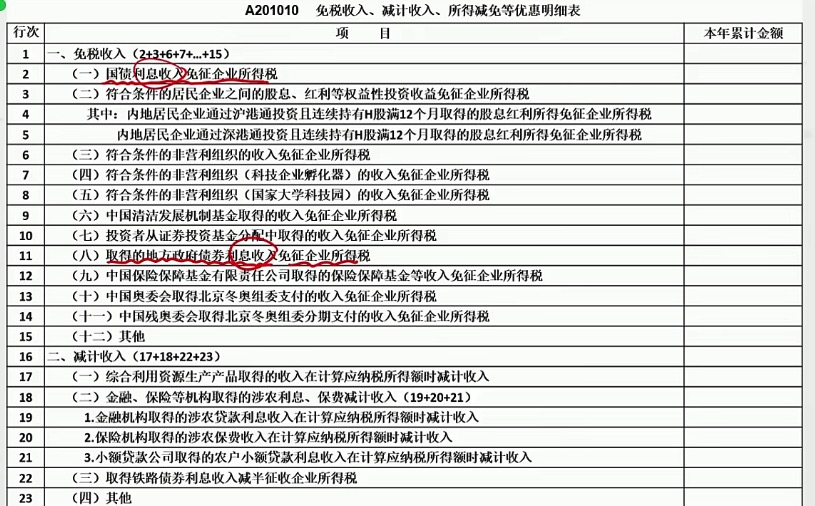 A201010 免税收入、减计收入、所得减免等优惠明细表
行次 项 目 本年累计金额
1 一、免税收入（2+3+6+7+…+15）
2 （一）国债利息收入免征企业所得税
3 （二）符合条件的居民企业之间的股息、红利等权益性投资收益免征企业所得税
4 其中：内地居民企业通过沪港通投资且连续持有H股满12个月取得的股息红利所得免征企业所得税
5 内地居民企业通过深港通投资且连续持有H股满12个月取得的股息红利所得免征企业所得税
6 （三）符合条件的非营利组织的收入免征企业所得税
7 （四）符合条件的非营利组织（科技企业孵化器）的收入免征企业所得税
8 （五）符合条件的非营利组织（国家大学科技园）的收入免征企业所得税
9 （六）中国清洁发展机制基金取得的收入免征企业所得税
10 （七）投资者从证券投资基金分配中取得的收入免征企业所得税
11 （八）取得的地方政府债券利息收入免征企业所得税
12 （九）中国保险保障基金有限责任公司取得的保险保障基金等收入免征企业所得税
13 （十）中国奥委会取得北京冬奥组委支付的收入免征企业所得税
14 （十一）中国残奥委会取得北京冬奥组委分期支付的收入免征企业所得税
15 （十二）其他
16 二、减计收入（17+18+22+23）
17 （一）综合利用资源生产产品取得的收入在计算应纳税所得额时减计收入
18 （二）金融、保险等机构取得的涉农利息、保费减计收入（19+20+21）
19 1.金融机构取得的涉农贷款利息收入在计算应纳税所得额时减计收入
20 2.保险机构取得的涉农保费收入在计算应纳税所得额时减计收入
21 3.小额贷款公司取得的农户小额贷款利息收入在计算应纳税所得额时减计收入
22 （三）取得铁路债券利息收入减半征收企业所得税
23 （四）其他